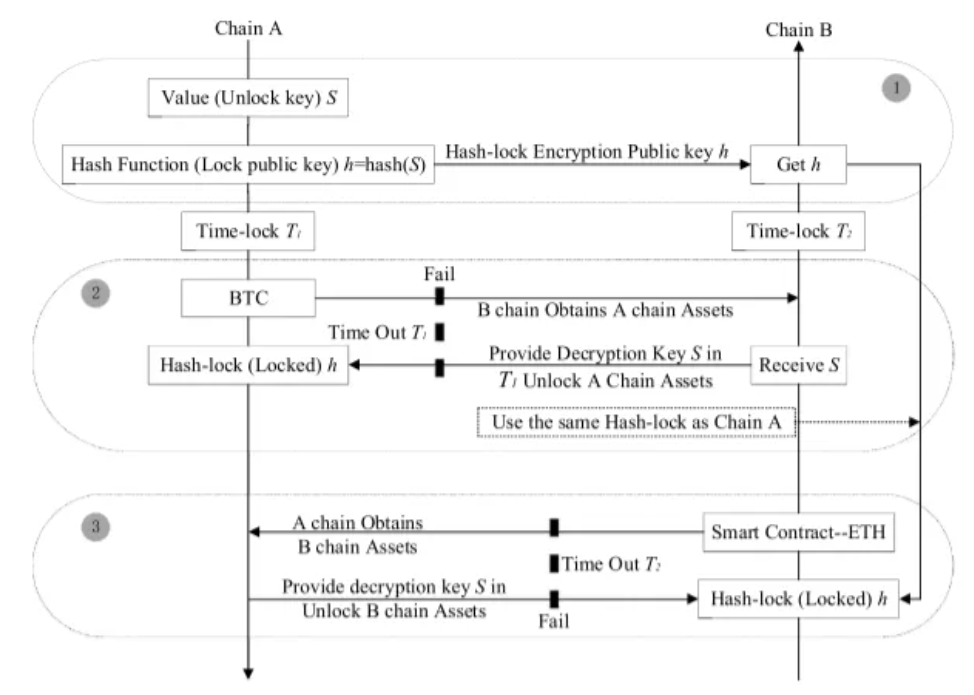 Chain A
Chain B
1
Value (Unlock key) S
Hash Function (Lock public key) h=hash(S)
Hash-lock Encryption Public key h
Get h
Time-lock T1
Time-lock T2
2
Fail
BTC
B chain Obtains A chain Assets
Time Out T1
Hash-lock (Locked) h
Provide Decryption Key S in
T1 Unlock A Chain Assets
Receive S
Use the same Hash-lock as Chain A
3
A chain Obtains
B chain Assets
Smart Contract--ETH
Time Out T2
Provide decryption key S in
Unlock B chain Assets
Hash-lock (Locked) h
Fail